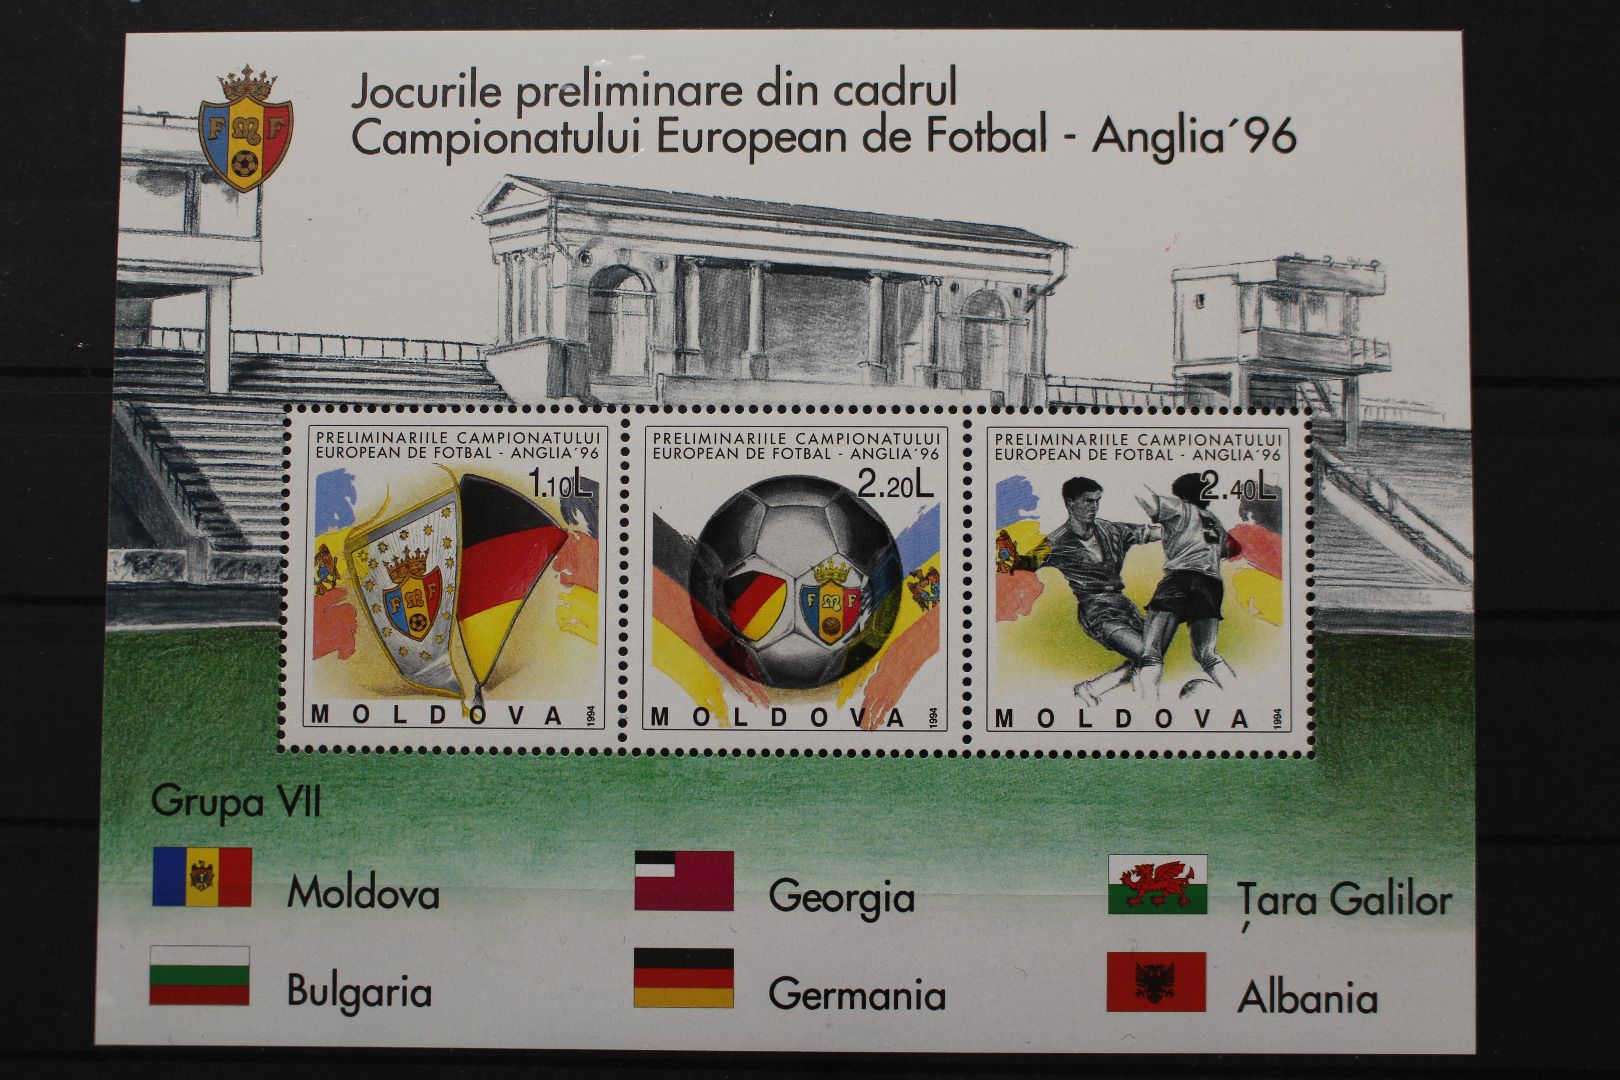 Jocurile preliminare din cadrul
Campionatului European de Fotbal - Anglia´96
F M F
PRELIMINARIILE CAMPIONATULUI
EUROPEAN DE FOTBAL - ANGLIA´96
1.10L
F M F
MOLDOVA
1994
PRELIMINARIILE CAMPIONATULUI
EUROPEAN DE FOTBAL - ANGLIA´96
2.20L
F M F
MOLDOVA
1994
PRELIMINARIILE CAMPIONATULUI
EUROPEAN DE FOTBAL - ANGLIA´96
2.40L
MOLDOVA
1994
Grupa VII
Moldova
Georgia
Țara Galilor
Bulgaria
Germania
Albania